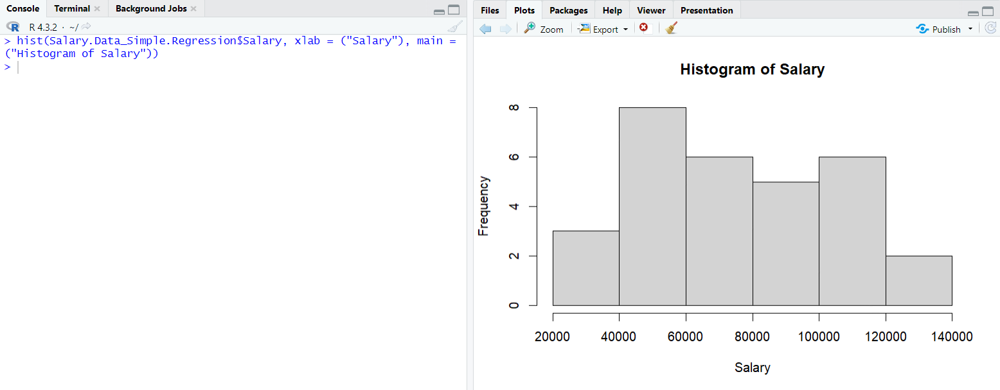 Console Terminal Background Jobs
R R 4.3.2 · ~/
> hist(Salary.Data_Simple.Regression$Salary, xlab = ("Salary"), main =
("Histogram of Salary"))
>
Files Plots Packages Help Viewer Presentation
Zoom Export Publish
Histogram of Salary
Frequency
8
6
4
2
0
20000 40000 60000 80000 100000 120000 140000
Salary